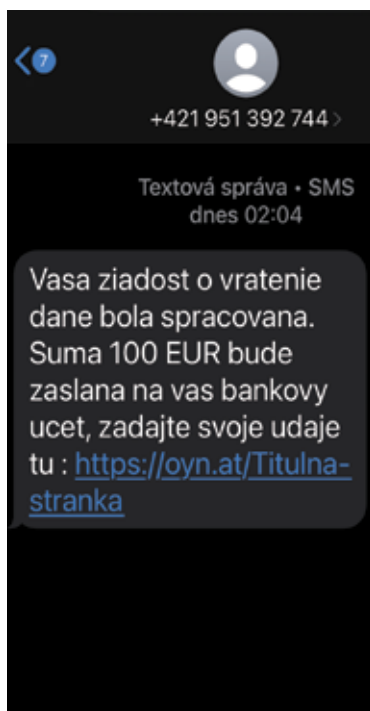 7
+421 951 392 744 >
Textová správa • SMS
dnes 02:04
Vasa ziadost o vratenie
dane bola spracovana.
Suma 100 EUR bude
zaslana na vas bankovy
ucet, zadajte svoje udaje
tu : https://oyn.at/Titulna-
stranka